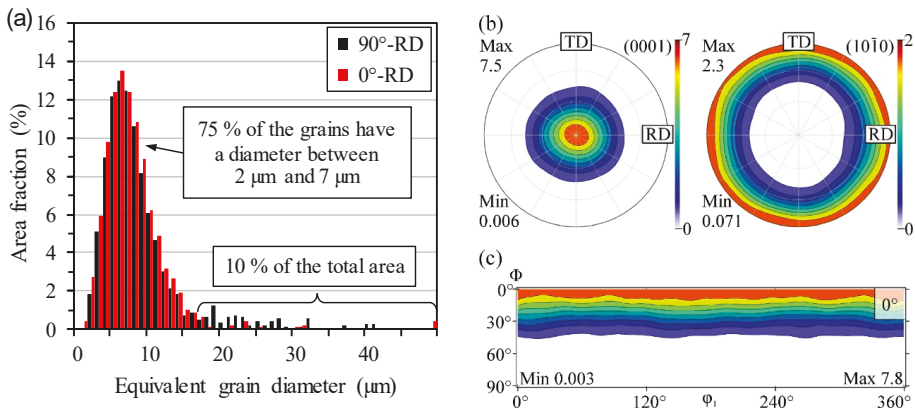 (a)
16
14
12
10
8
6
4
2
0
Area fraction (%)
90°-RD
0°-RD
75 % of the grains have
a diameter between
2 µm and 7 µm
10 % of the total area
0 10 20 30 40
Equivalent grain diameter (µm)
(b)
Max
7.5
TD
(0001)
RD
Min
0.006
7
0
Max
2.3
TD
(101̄0)
RD
Min
0.071
2
0
(c)
Φ
0°
30°
60°
90°
0°
Min 0.003
Max 7.8
0° 120° φ₁ 240° 360°